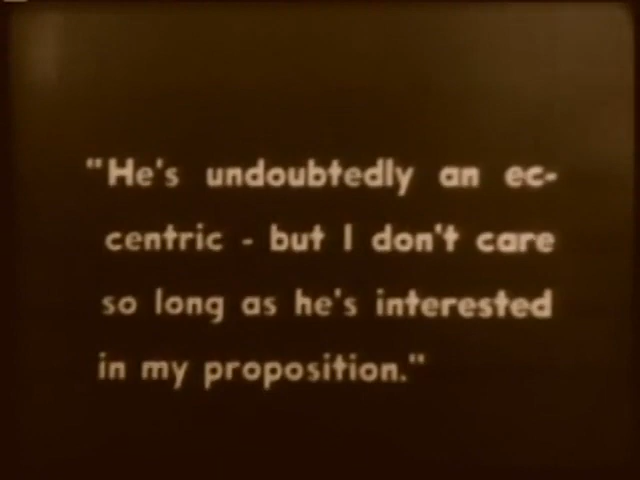 "He's undoubtedly an ec-
centric - but I don't care
so long as he's interested
in my proposition."